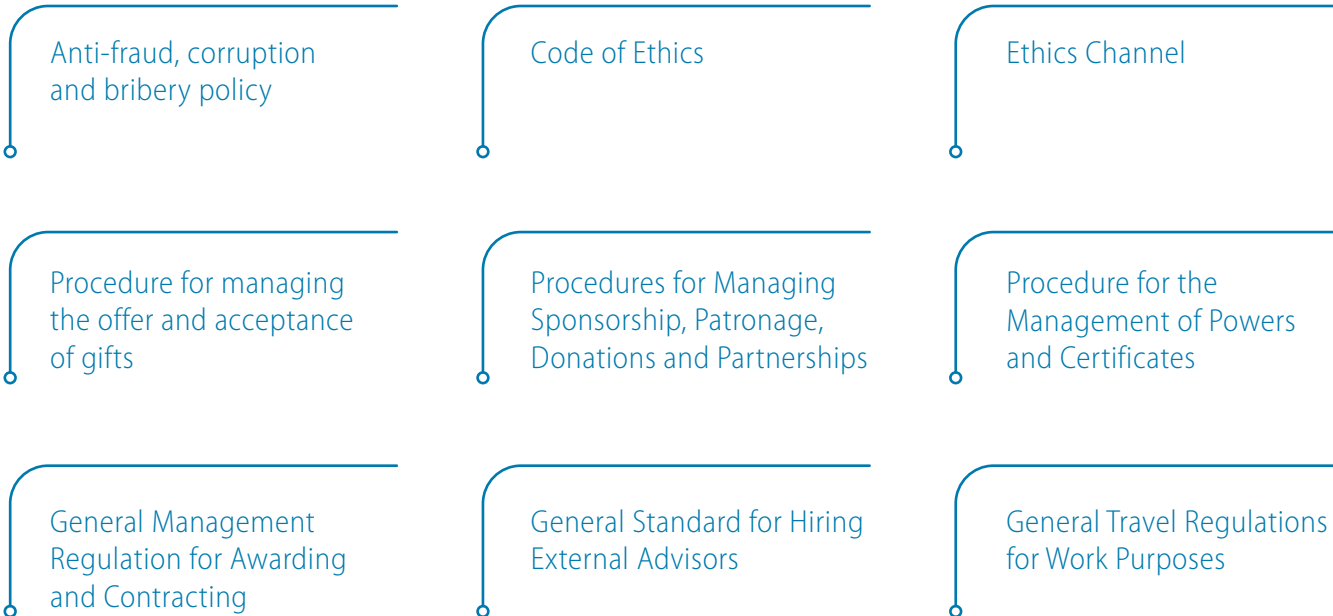 Anti-fraud, corruption
and bribery policy
Code of Ethics
Ethics Channel
Procedure for managing
the offer and acceptance
of gifts
Procedures for Managing
Sponsorship, Patronage,
Donations and Partnerships
Procedure for the
Management of Powers
and Certificates
General Management
Regulation for Awarding
and Contracting
General Standard for Hiring
External Advisors
General Travel Regulations
for Work Purposes